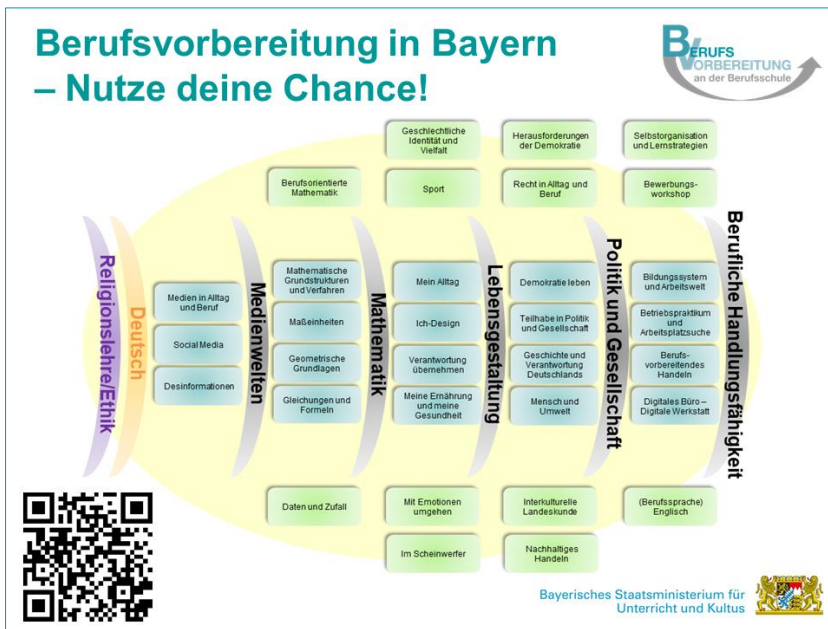 Berufsvorbereitung in Bayern
– Nutze deine Chance!
BERUFS
VORBEREITUNG
an der Berufsschule
Geschlechtliche
Identität und
Vielfalt
Herausforderungen
der Demokratie
Selbstorganisation
und Lernstrategien
Berufsorientierte
Mathematik
Sport
Recht in Alltag und
Beruf
Bewerbungs-
workshop
Religionslehre/Ethik
Deutsch
Medien in Alltag
und Beruf
Social Media
Desinformationen
Medienwelten
Mathematische
Grundstrukturen
und Verfahren
Maßeinheiten
Geometrische
Grundlagen
Gleichungen und
Formeln
Mathematik
Mein Alltag
Ich-Design
Verantwortung
übernehmen
Meine Ernährung
und meine
Gesundheit
Lebensgestaltung
Demokratie leben
Teilhabe in Politik
und Gesellschaft
Geschichte und
Verantwortung
Deutschlands
Mensch und
Umwelt
Politik und Gesellschaft
Bildungssystem
und Arbeitswelt
Betriebspraktikum
und
Arbeitsplatzsuche
Berufs-
vorbereitendes
Handeln
Digitales Büro –
Digitale Werkstatt
Berufliche Handlungsfähigkeit
Daten und Zufall
Mit Emotionen
umgehen
Interkulturelle
Landeskunde
(Berufssprache)
Englisch
Im Scheinwerfer
Nachhaltiges
Handeln
Bayerisches Staatsministerium für
Unterricht und Kultus